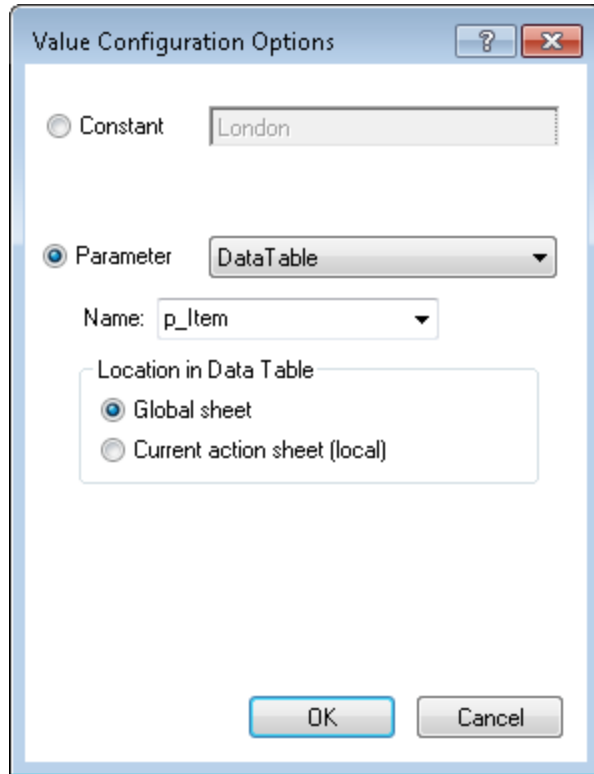 Value Configuration Options
Constant London
Parameter DataTable
Name: p_Item
Location in Data Table
Global sheet
Current action sheet (local)
OK Cancel